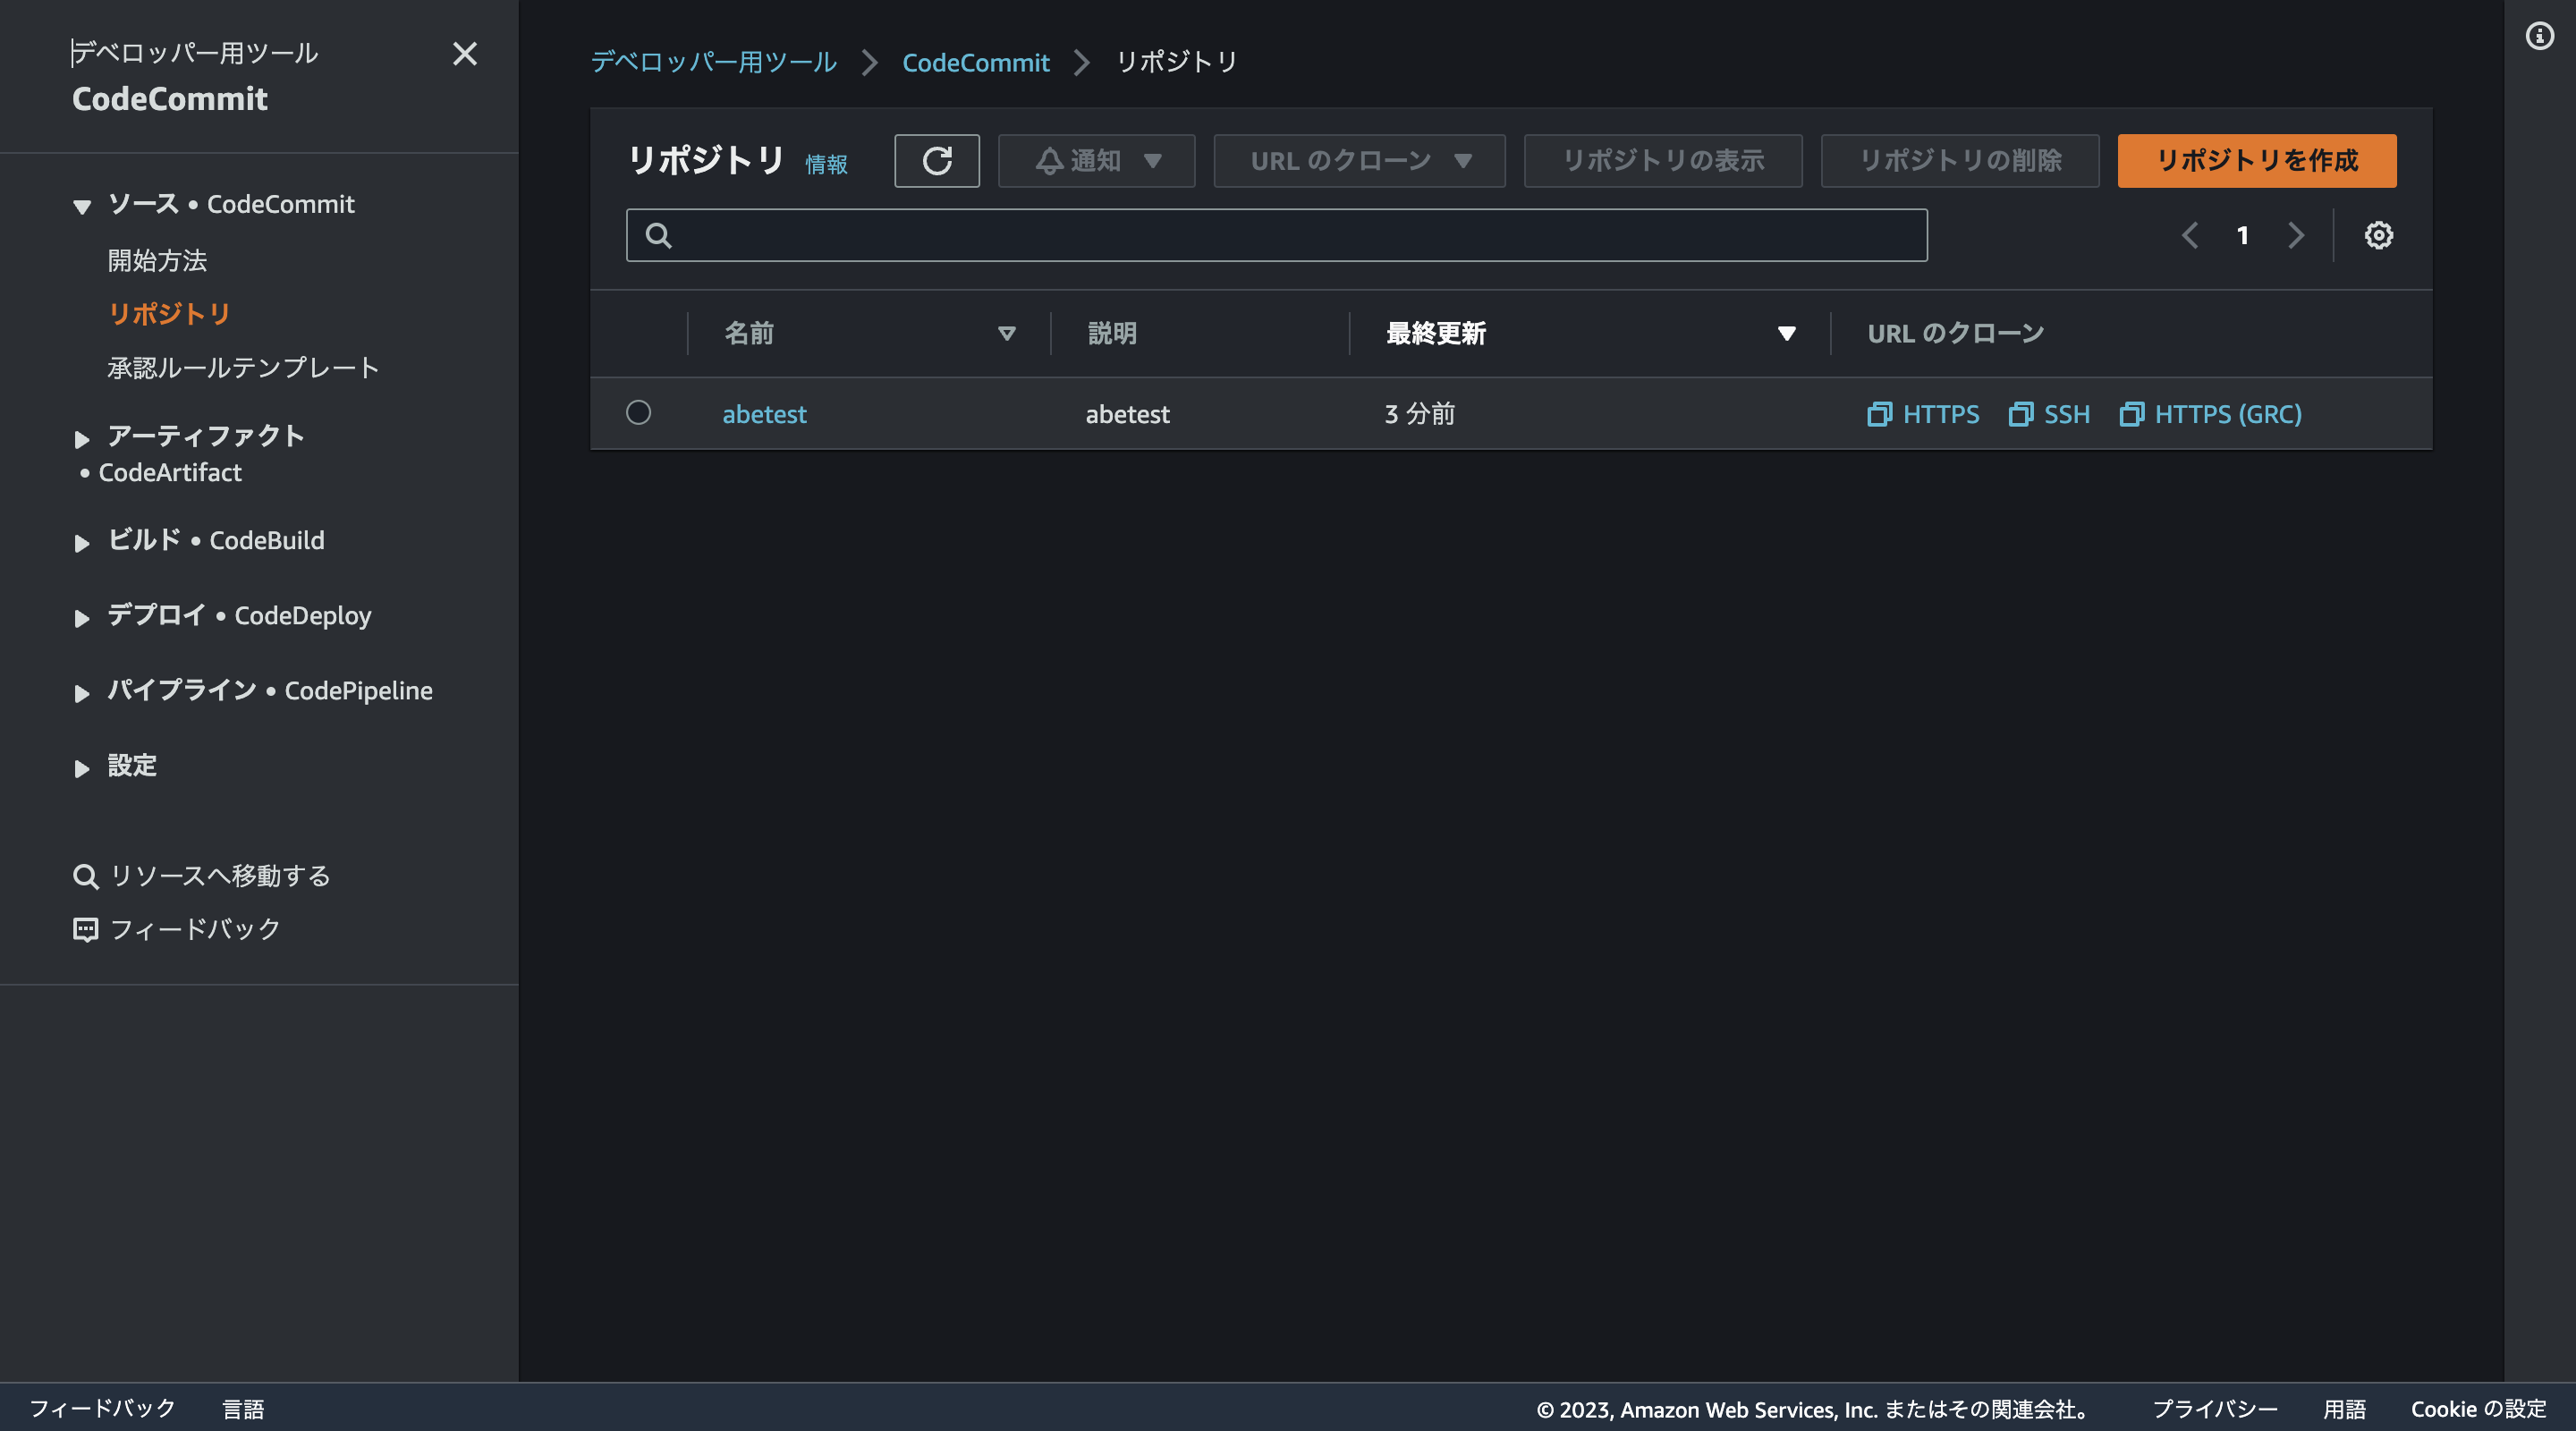 デベロッパー用ツール
CodeCommit
ソース • CodeCommit
開始方法
リポジトリ
承認ルールテンプレート
アーティファクト
• CodeArtifact
ビルド • CodeBuild
デプロイ • CodeDeploy
パイプライン • CodePipeline
設定
リソースへ移動する
フィードバック
デベロッパー用ツール CodeCommit リポジトリ
リポジトリ 情報 通知 URL のクローン リポジトリの表示 リポジトリの削除 リポジトリを作成
1
名前 説明 最終更新 URL のクローン
abetest abetest 3 分前 HTTPS SSH HTTPS (GRC)
フィードバック 言語 © 2023, Amazon Web Services, Inc. またはその関連会社。 プライバシー 用語 Cookie の設定